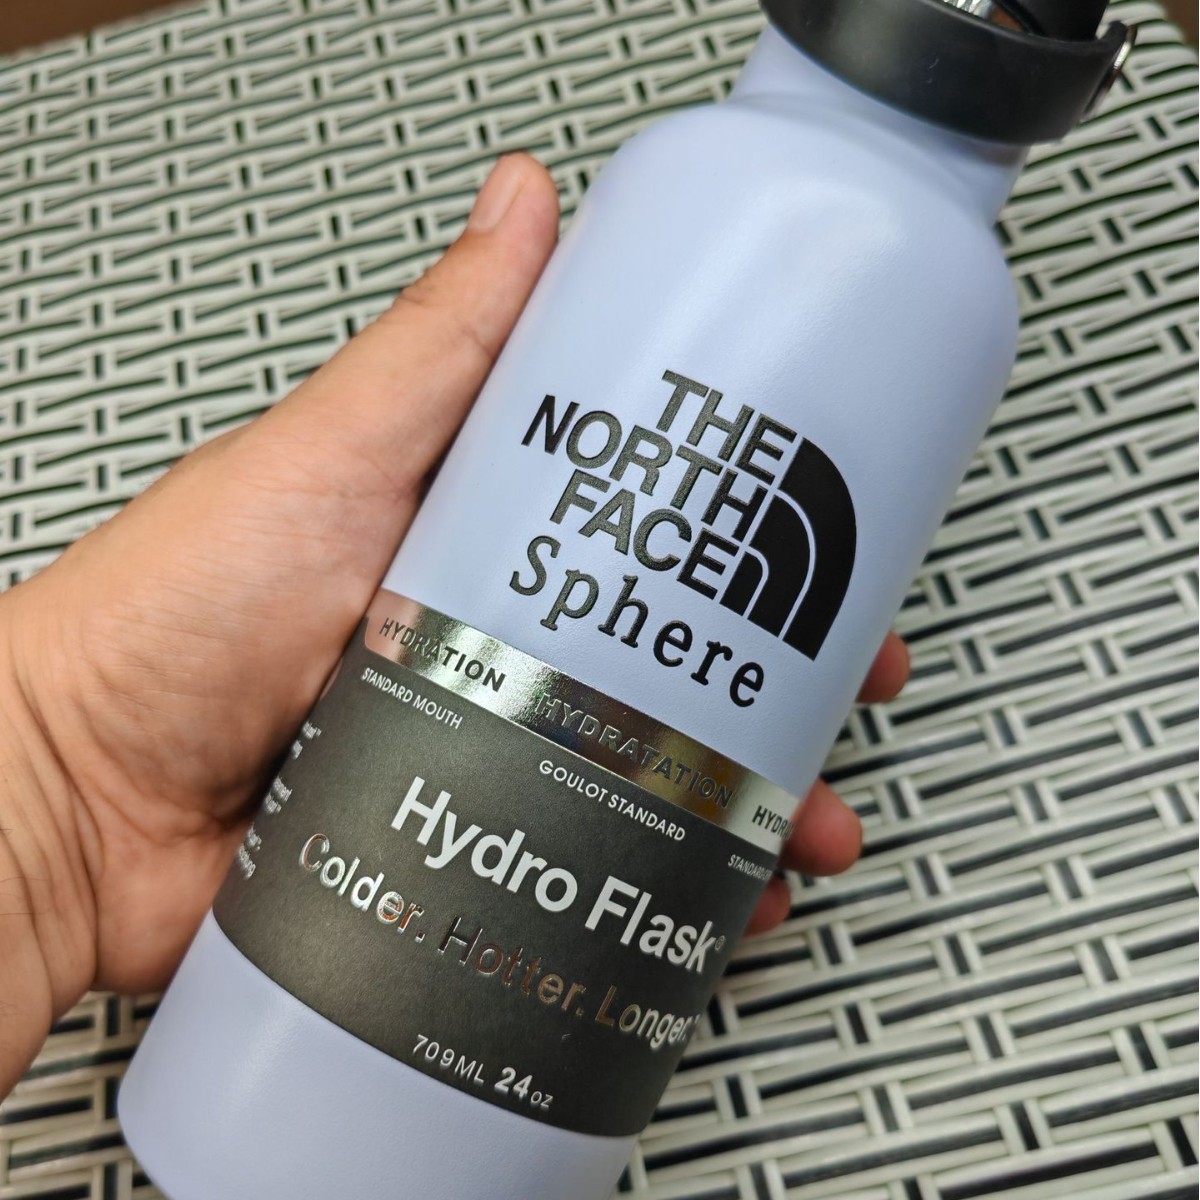 THE
NORTH
FACE
Sphere
HYDRATION HYDRATATION
STANDARD MOUTH GOULOT STANDARD
Hydro Flask®
Colder. Hotter. Longer.
709ML 24oz